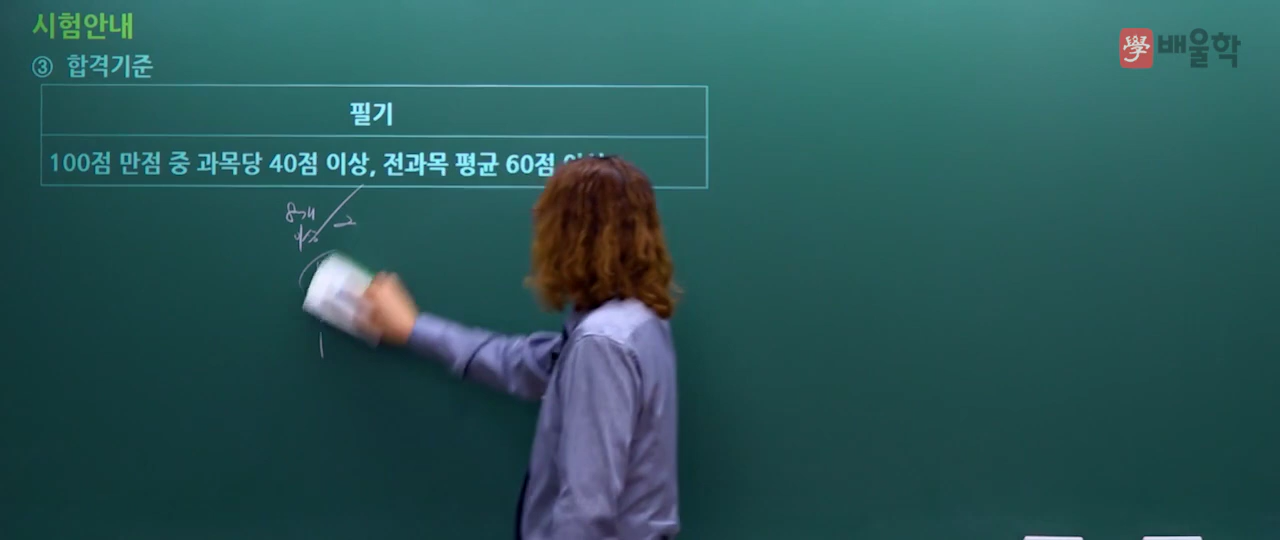 시험안내
③ 합격기준
필기
100점 만점 중 과목당 40점 이상, 전과목 평균 60점
學 배울학